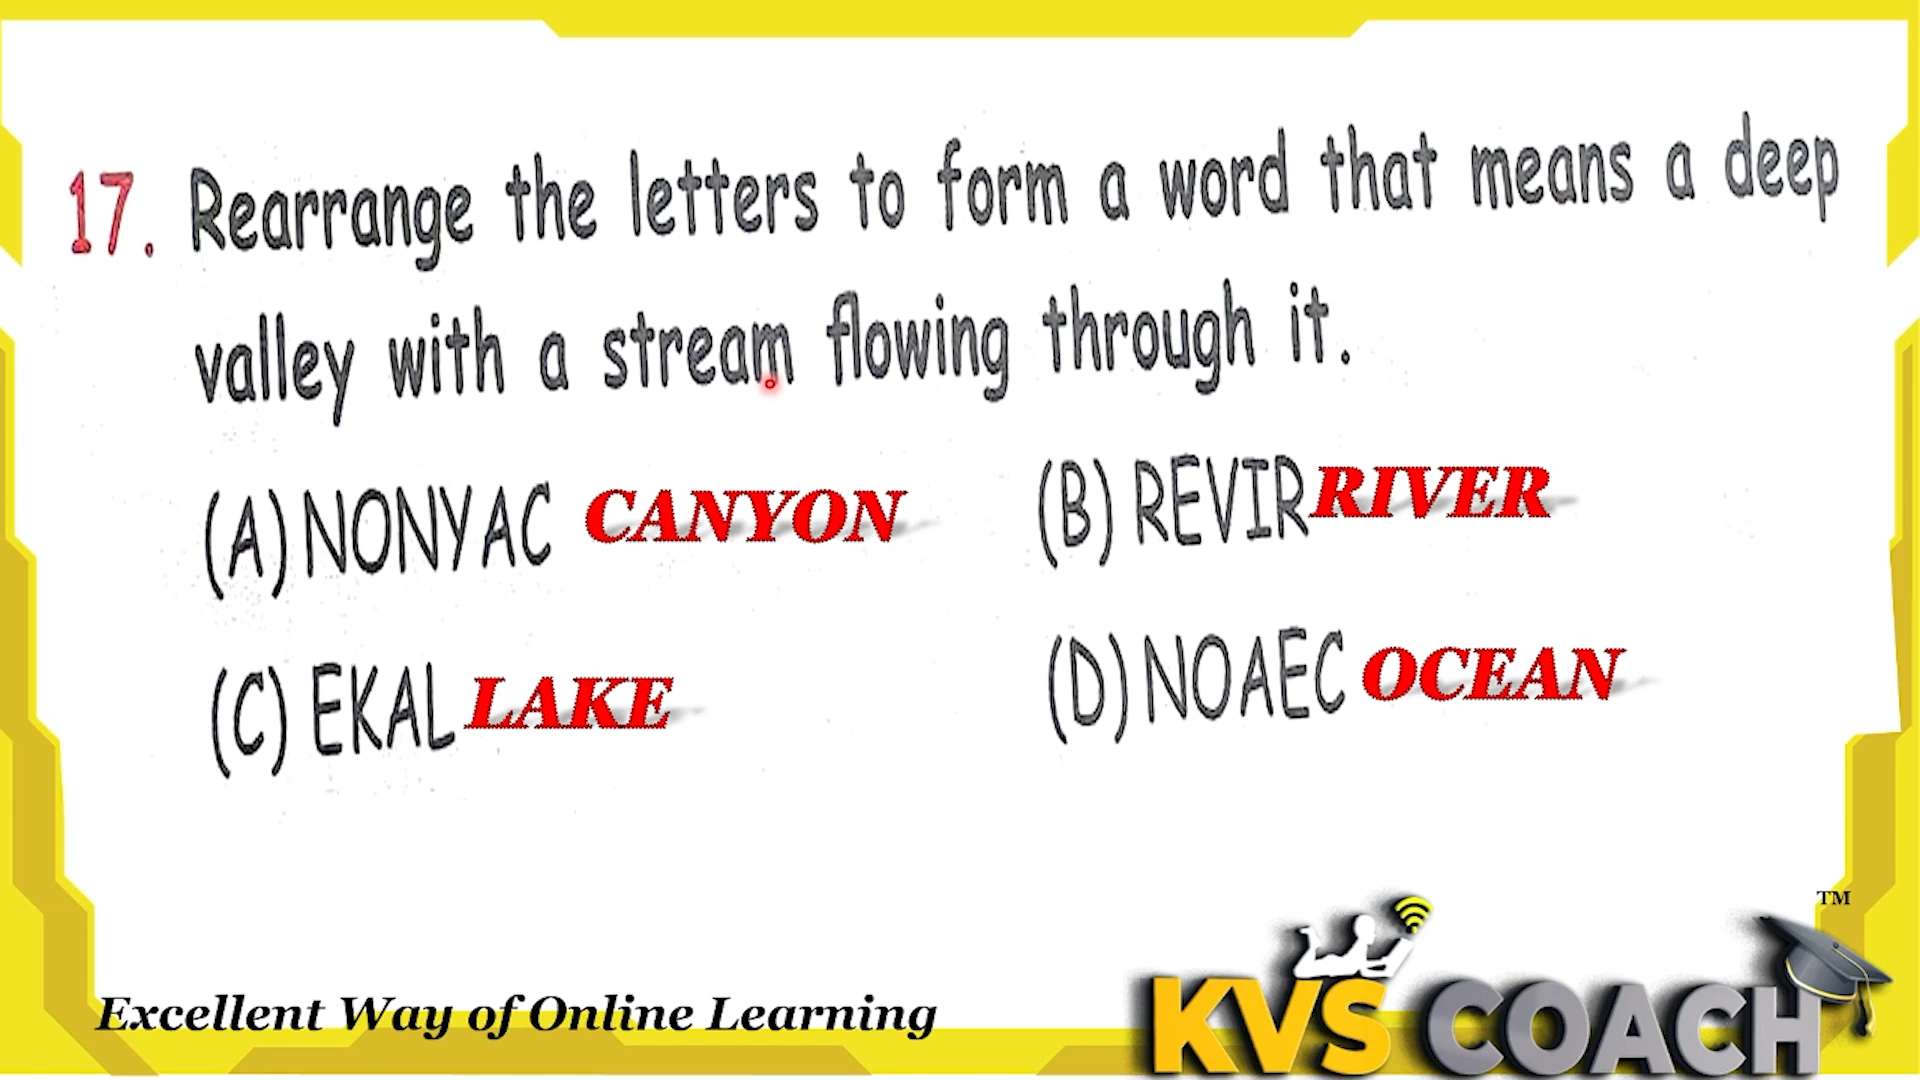 17. Rearrange the letters to form a word that means a deep
valley with a stream flowing through it.
(A) NONYAC CANYON (B) REVIR RIVER
(C) EKAL LAKE (D) NOAEC OCEAN
Excellent Way of Online Learning
KVS COACH TM